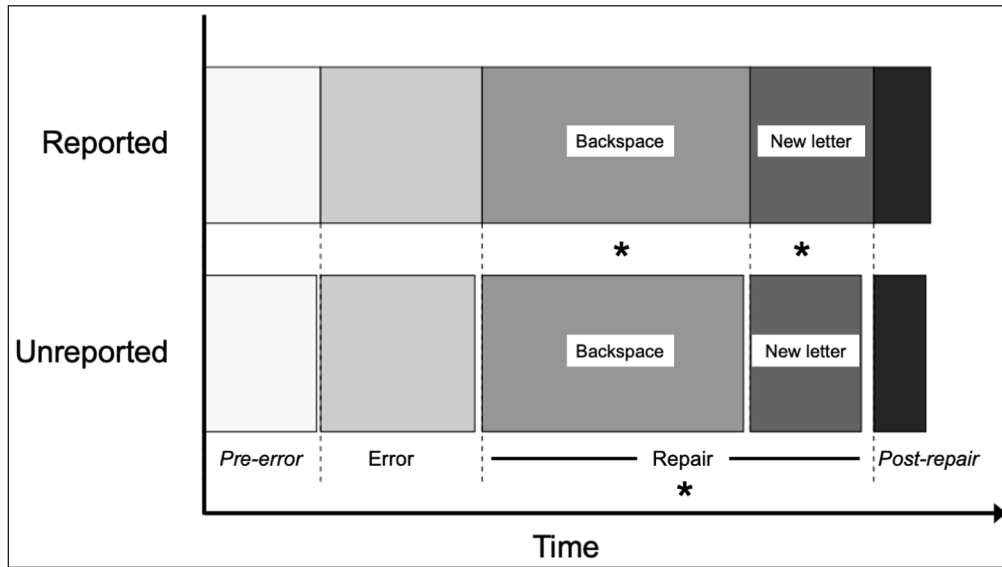 Reported
Backspace
New letter
*
*
Unreported
Backspace
New letter
Pre-error
Error
Repair
Post-repair
*
Time